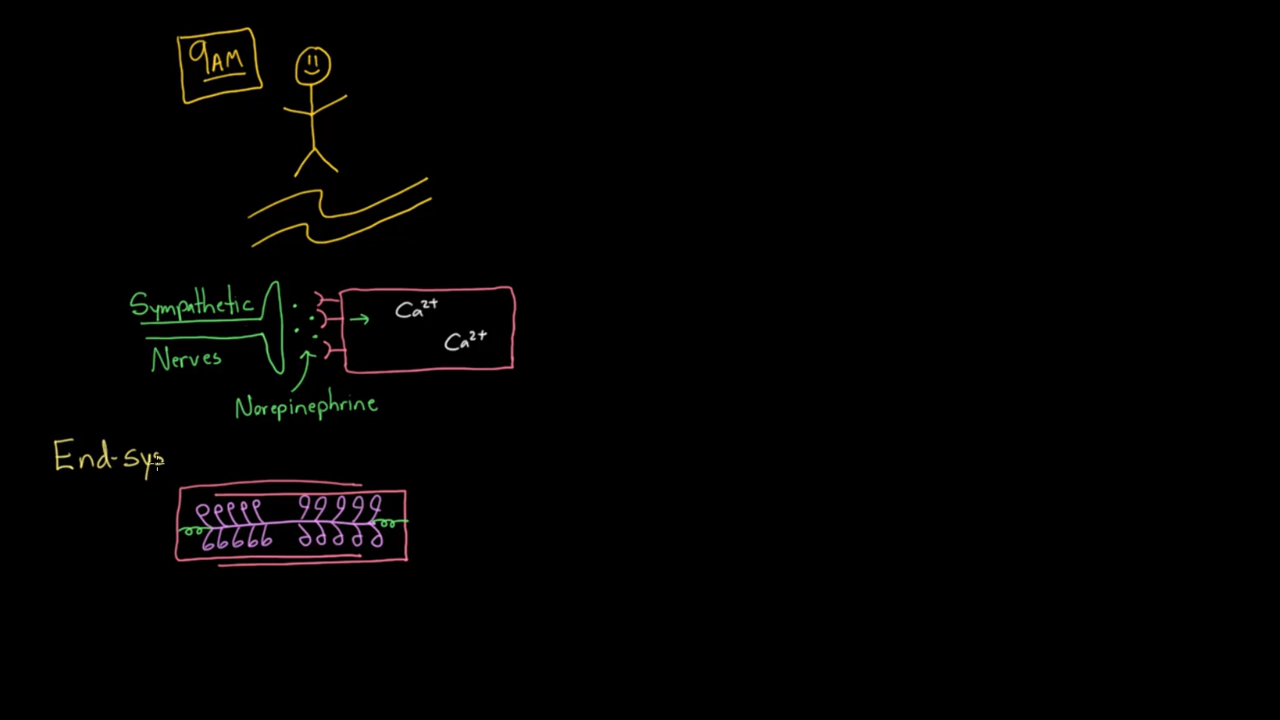 9AM
Sympathetic
Nerves
Ca²⁺
Ca²⁺
Norepinephrine
End-sys